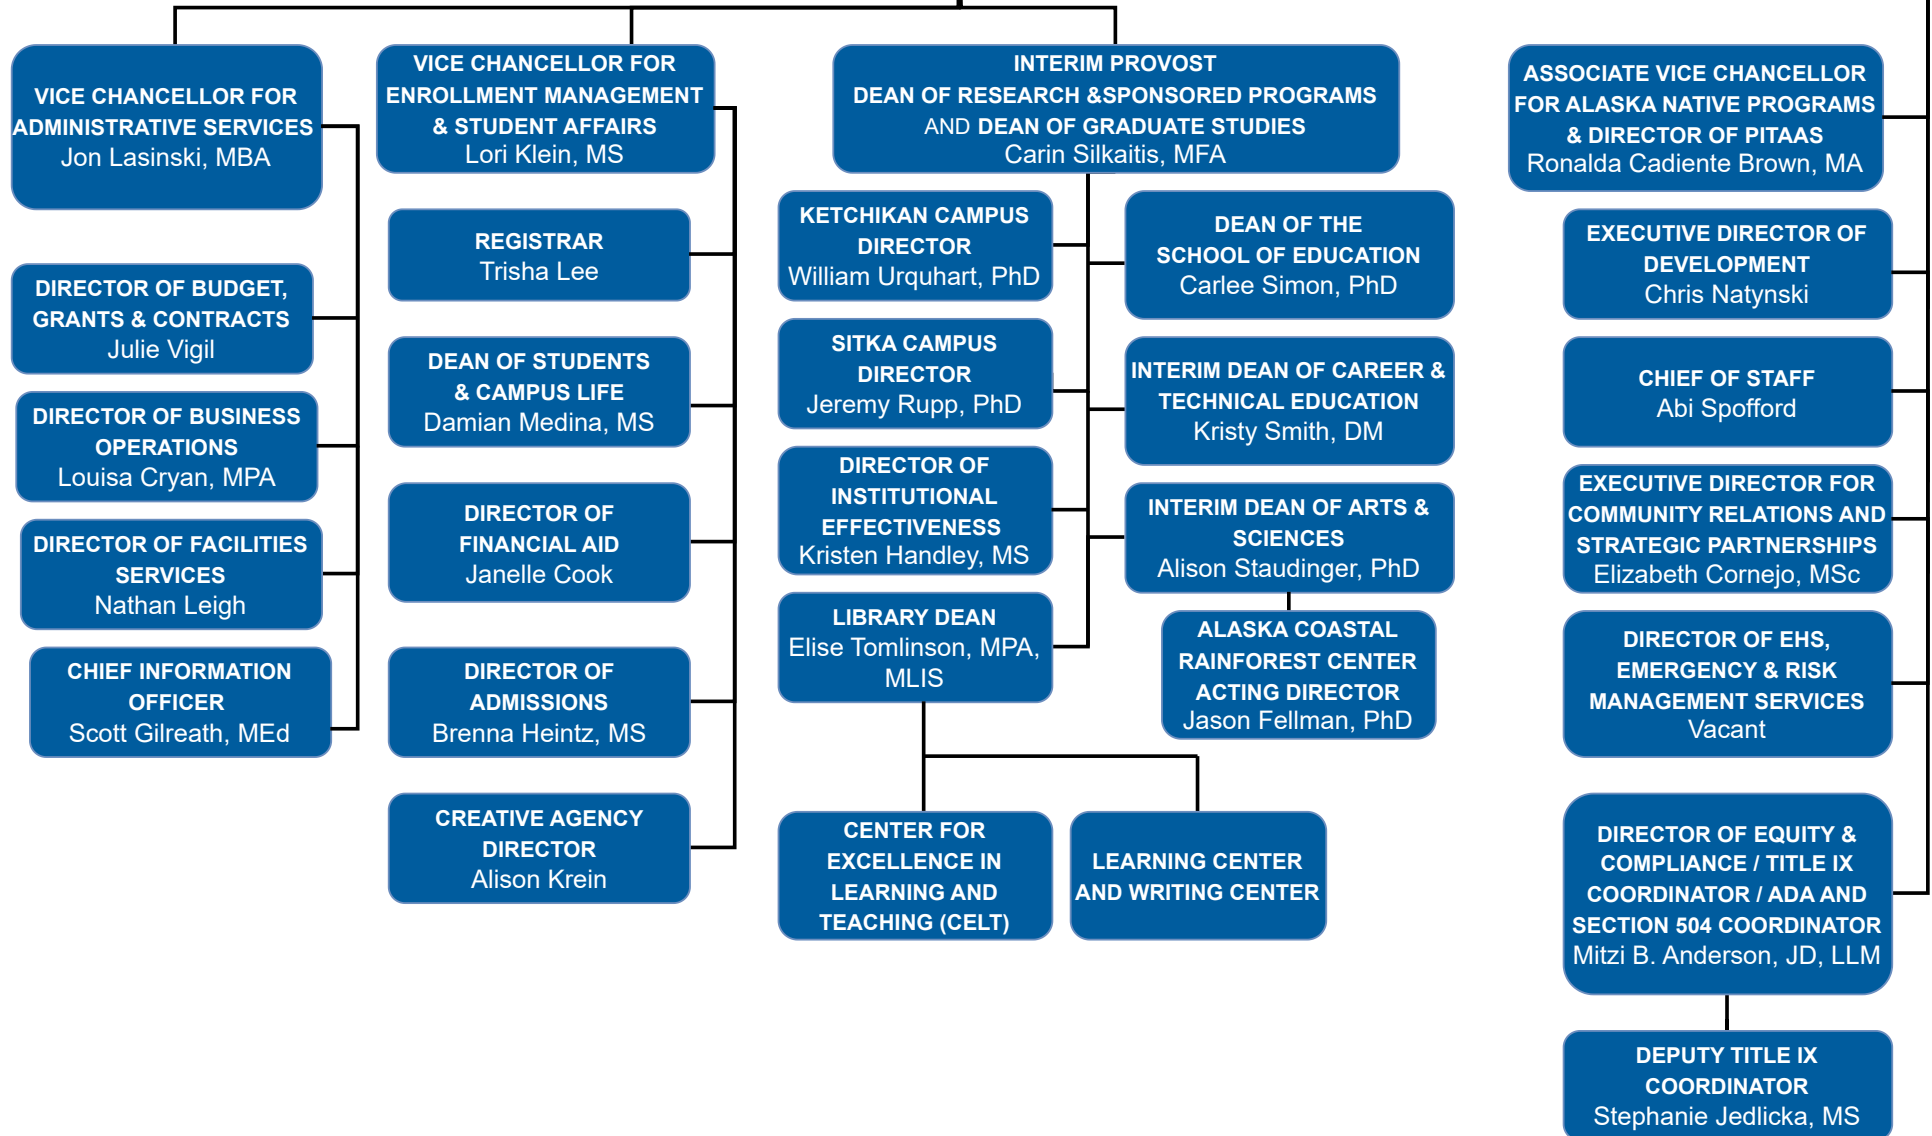 VICE CHANCELLOR FOR
ADMINISTRATIVE SERVICES
Jon Lasinski, MBA
DIRECTOR OF BUDGET,
GRANTS & CONTRACTS
Julie Vigil
DIRECTOR OF BUSINESS
OPERATIONS
Louisa Cryan, MPA
DIRECTOR OF FACILITIES
SERVICES
Nathan Leigh
CHIEF INFORMATION
OFFICER
Scott Gilreath, MEd
VICE CHANCELLOR FOR
ENROLLMENT MANAGEMENT
& STUDENT AFFAIRS
Lori Klein, MS
REGISTRAR
Trisha Lee
DEAN OF STUDENTS
& CAMPUS LIFE
Damian Medina, MS
DIRECTOR OF
FINANCIAL AID
Janelle Cook
DIRECTOR OF
ADMISSIONS
Brenna Heintz, MS
CREATIVE AGENCY
DIRECTOR
Alison Krein
INTERIM PROVOST
DEAN OF RESEARCH &SPONSORED PROGRAMS
AND DEAN OF GRADUATE STUDIES
Carin Silkaitis, MFA
KETCHIKAN CAMPUS
DIRECTOR
William Urquhart, PhD
SITKA CAMPUS
DIRECTOR
Jeremy Rupp, PhD
DIRECTOR OF
INSTITUTIONAL
EFFECTIVENESS
Kristen Handley, MS
LIBRARY DEAN
Elise Tomlinson, MPA,
MLIS
CENTER FOR
EXCELLENCE IN
LEARNING AND
TEACHING (CELT)
LEARNING CENTER
AND WRITING CENTER
DEAN OF THE
SCHOOL OF EDUCATION
Carlee Simon, PhD
INTERIM DEAN OF CAREER &
TECHNICAL EDUCATION
Kristy Smith, DM
INTERIM DEAN OF ARTS &
SCIENCES
Alison Staudinger, PhD
ALASKA COASTAL
RAINFOREST CENTER
ACTING DIRECTOR
Jason Fellman, PhD
ASSOCIATE VICE CHANCELLOR
FOR ALASKA NATIVE PROGRAMS
& DIRECTOR OF PITAAS
Ronalda Cadiente Brown, MA
EXECUTIVE DIRECTOR OF
DEVELOPMENT
Chris Natynski
CHIEF OF STAFF
Abi Spofford
EXECUTIVE DIRECTOR FOR
COMMUNITY RELATIONS AND
STRATEGIC PARTNERSHIPS
Elizabeth Cornejo, MSc
DIRECTOR OF EHS,
EMERGENCY & RISK
MANAGEMENT SERVICES
Vacant
DIRECTOR OF EQUITY &
COMPLIANCE / TITLE IX
COORDINATOR / ADA AND
SECTION 504 COORDINATOR
Mitzi B. Anderson, JD, LLM
DEPUTY TITLE IX
COORDINATOR
Stephanie Jedlicka, MS